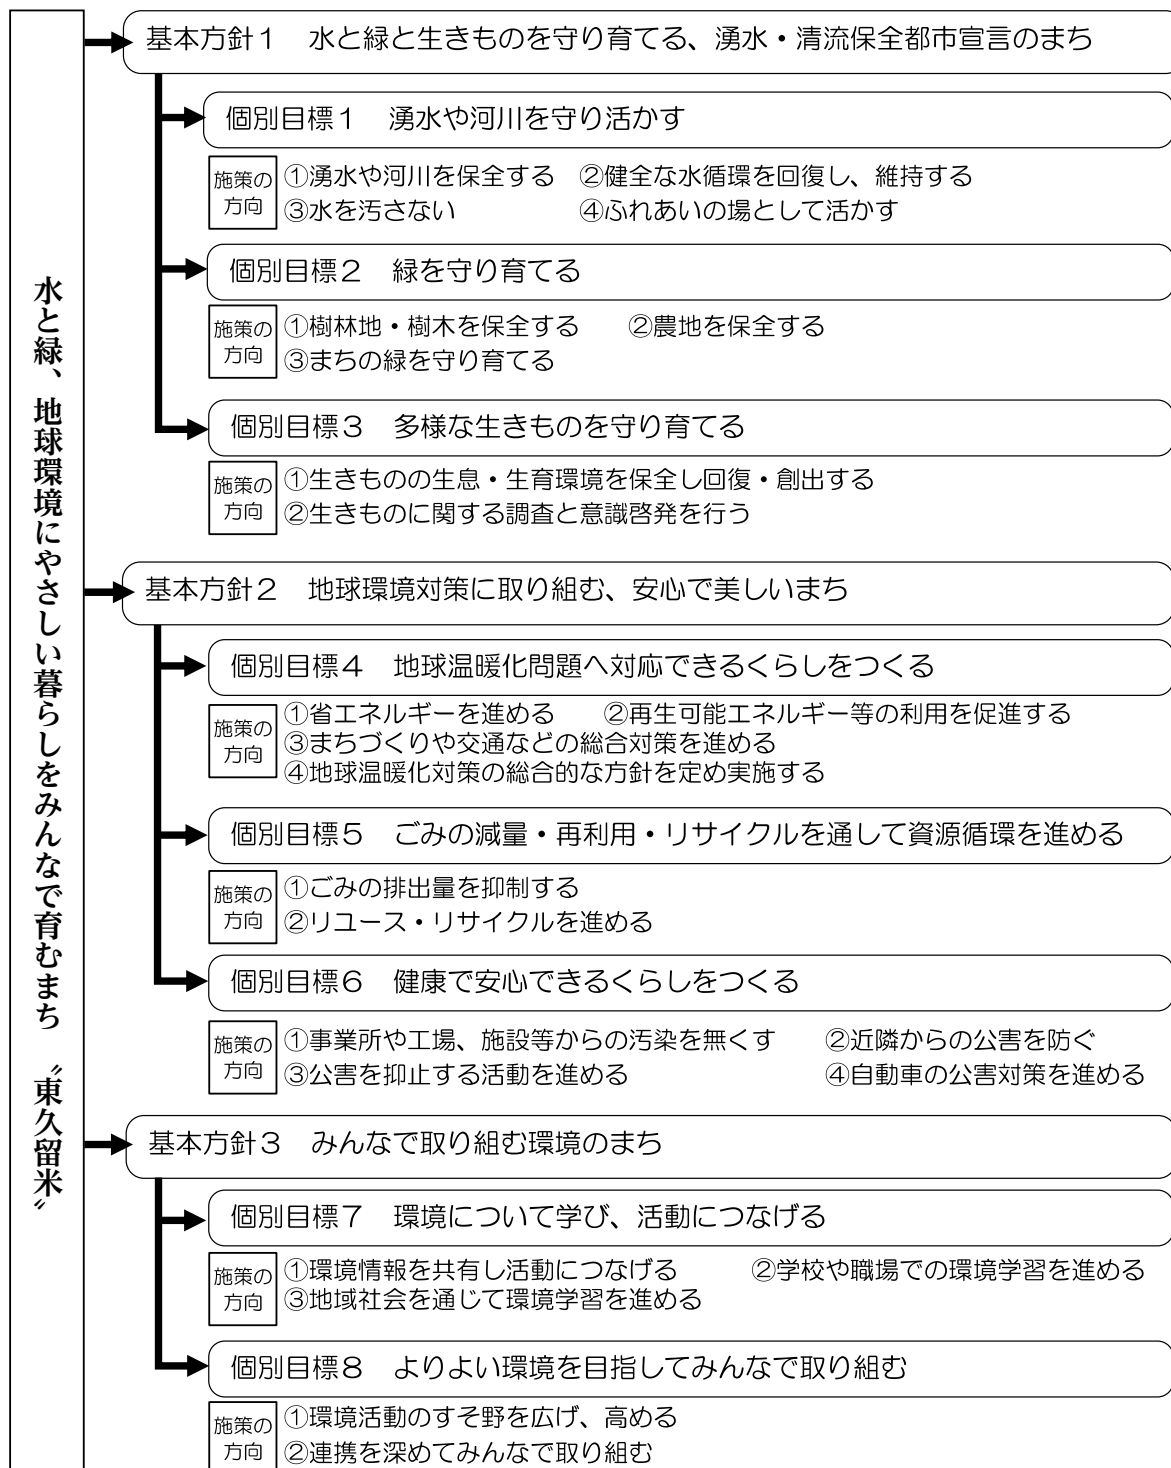 水と緑、地球環境にやさしい暮らしをみんなで育むまち 〝東久留米〟
基本方針1 水と緑と生きものを守り育てる、湧水・清流保全都市宣言のまち
個別目標1 湧水や河川を守り活かす
施策の
方向
①湧水や河川を保全する ②健全な水循環を回復し、維持する
③水を汚さない ④ふれあいの場として活かす
個別目標2 緑を守り育てる
施策の
方向
①樹林地・樹木を保全する ②農地を保全する
③まちの緑を守り育てる
個別目標3 多様な生きものを守り育てる
施策の
方向
①生きものの生息・生育環境を保全し回復・創出する
②生きものに関する調査と意識啓発を行う
基本方針2 地球環境対策に取り組む、安心で美しいまち
個別目標4 地球温暖化問題へ対応できるくらしをつくる
施策の
方向
①省エネルギーを進める ②再生可能エネルギー等の利用を促進する
③まちづくりや交通などの総合対策を進める
④地球温暖化対策の総合的な方針を定め実施する
個別目標5 ごみの減量・再利用・リサイクルを通して資源循環を進める
施策の
方向
①ごみの排出量を抑制する
②リユース・リサイクルを進める
個別目標6 健康で安心できるくらしをつくる
施策の
方向
①事業所や工場、施設等からの汚染を無くす ②近隣からの公害を防ぐ
③公害を抑止する活動を進める ④自動車の公害対策を進める
基本方針3 みんなで取り組む環境のまち
個別目標7 環境について学び、活動につなげる
施策の
方向
①環境情報を共有し活動につなげる ②学校や職場での環境学習を進める
③地域社会を通じて環境学習を進める
個別目標8 よりよい環境を目指してみんなで取り組む
施策の
方向
①環境活動のすそ野を広げ、高める
②連携を深めてみんなで取り組む